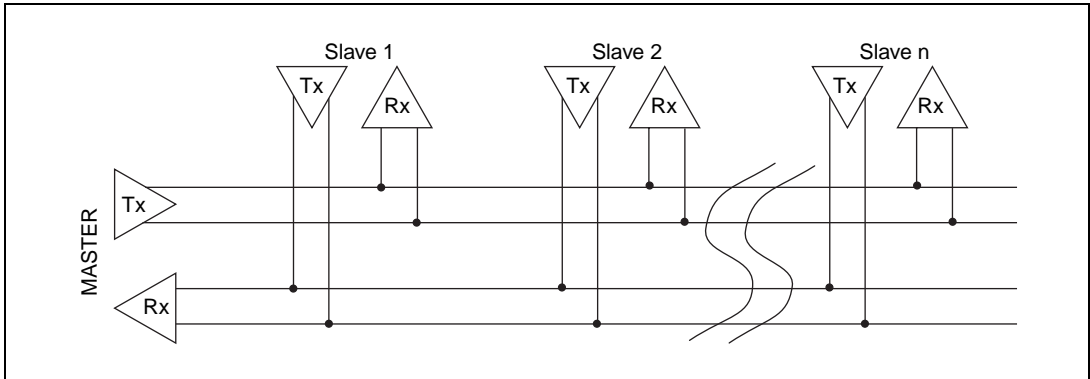 Slave 1
Slave 2
Slave n
Tx
Rx
Tx
Rx
Tx
Rx
MASTER
Tx
Rx